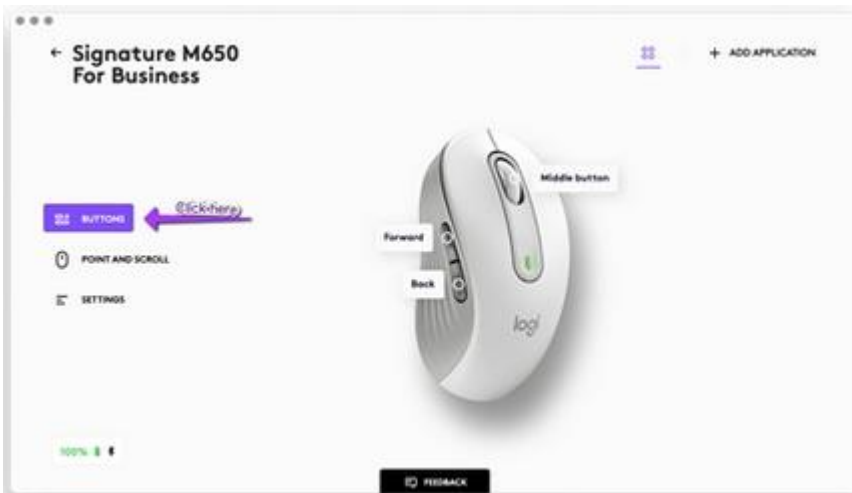 ← Signature M650
For Business
+ ADD APPLICATION
Middle button
BUTTONS
Click here
Forward
POINT AND SCROLL
Back
SETTINGS
logi
100%
FEEDBACK